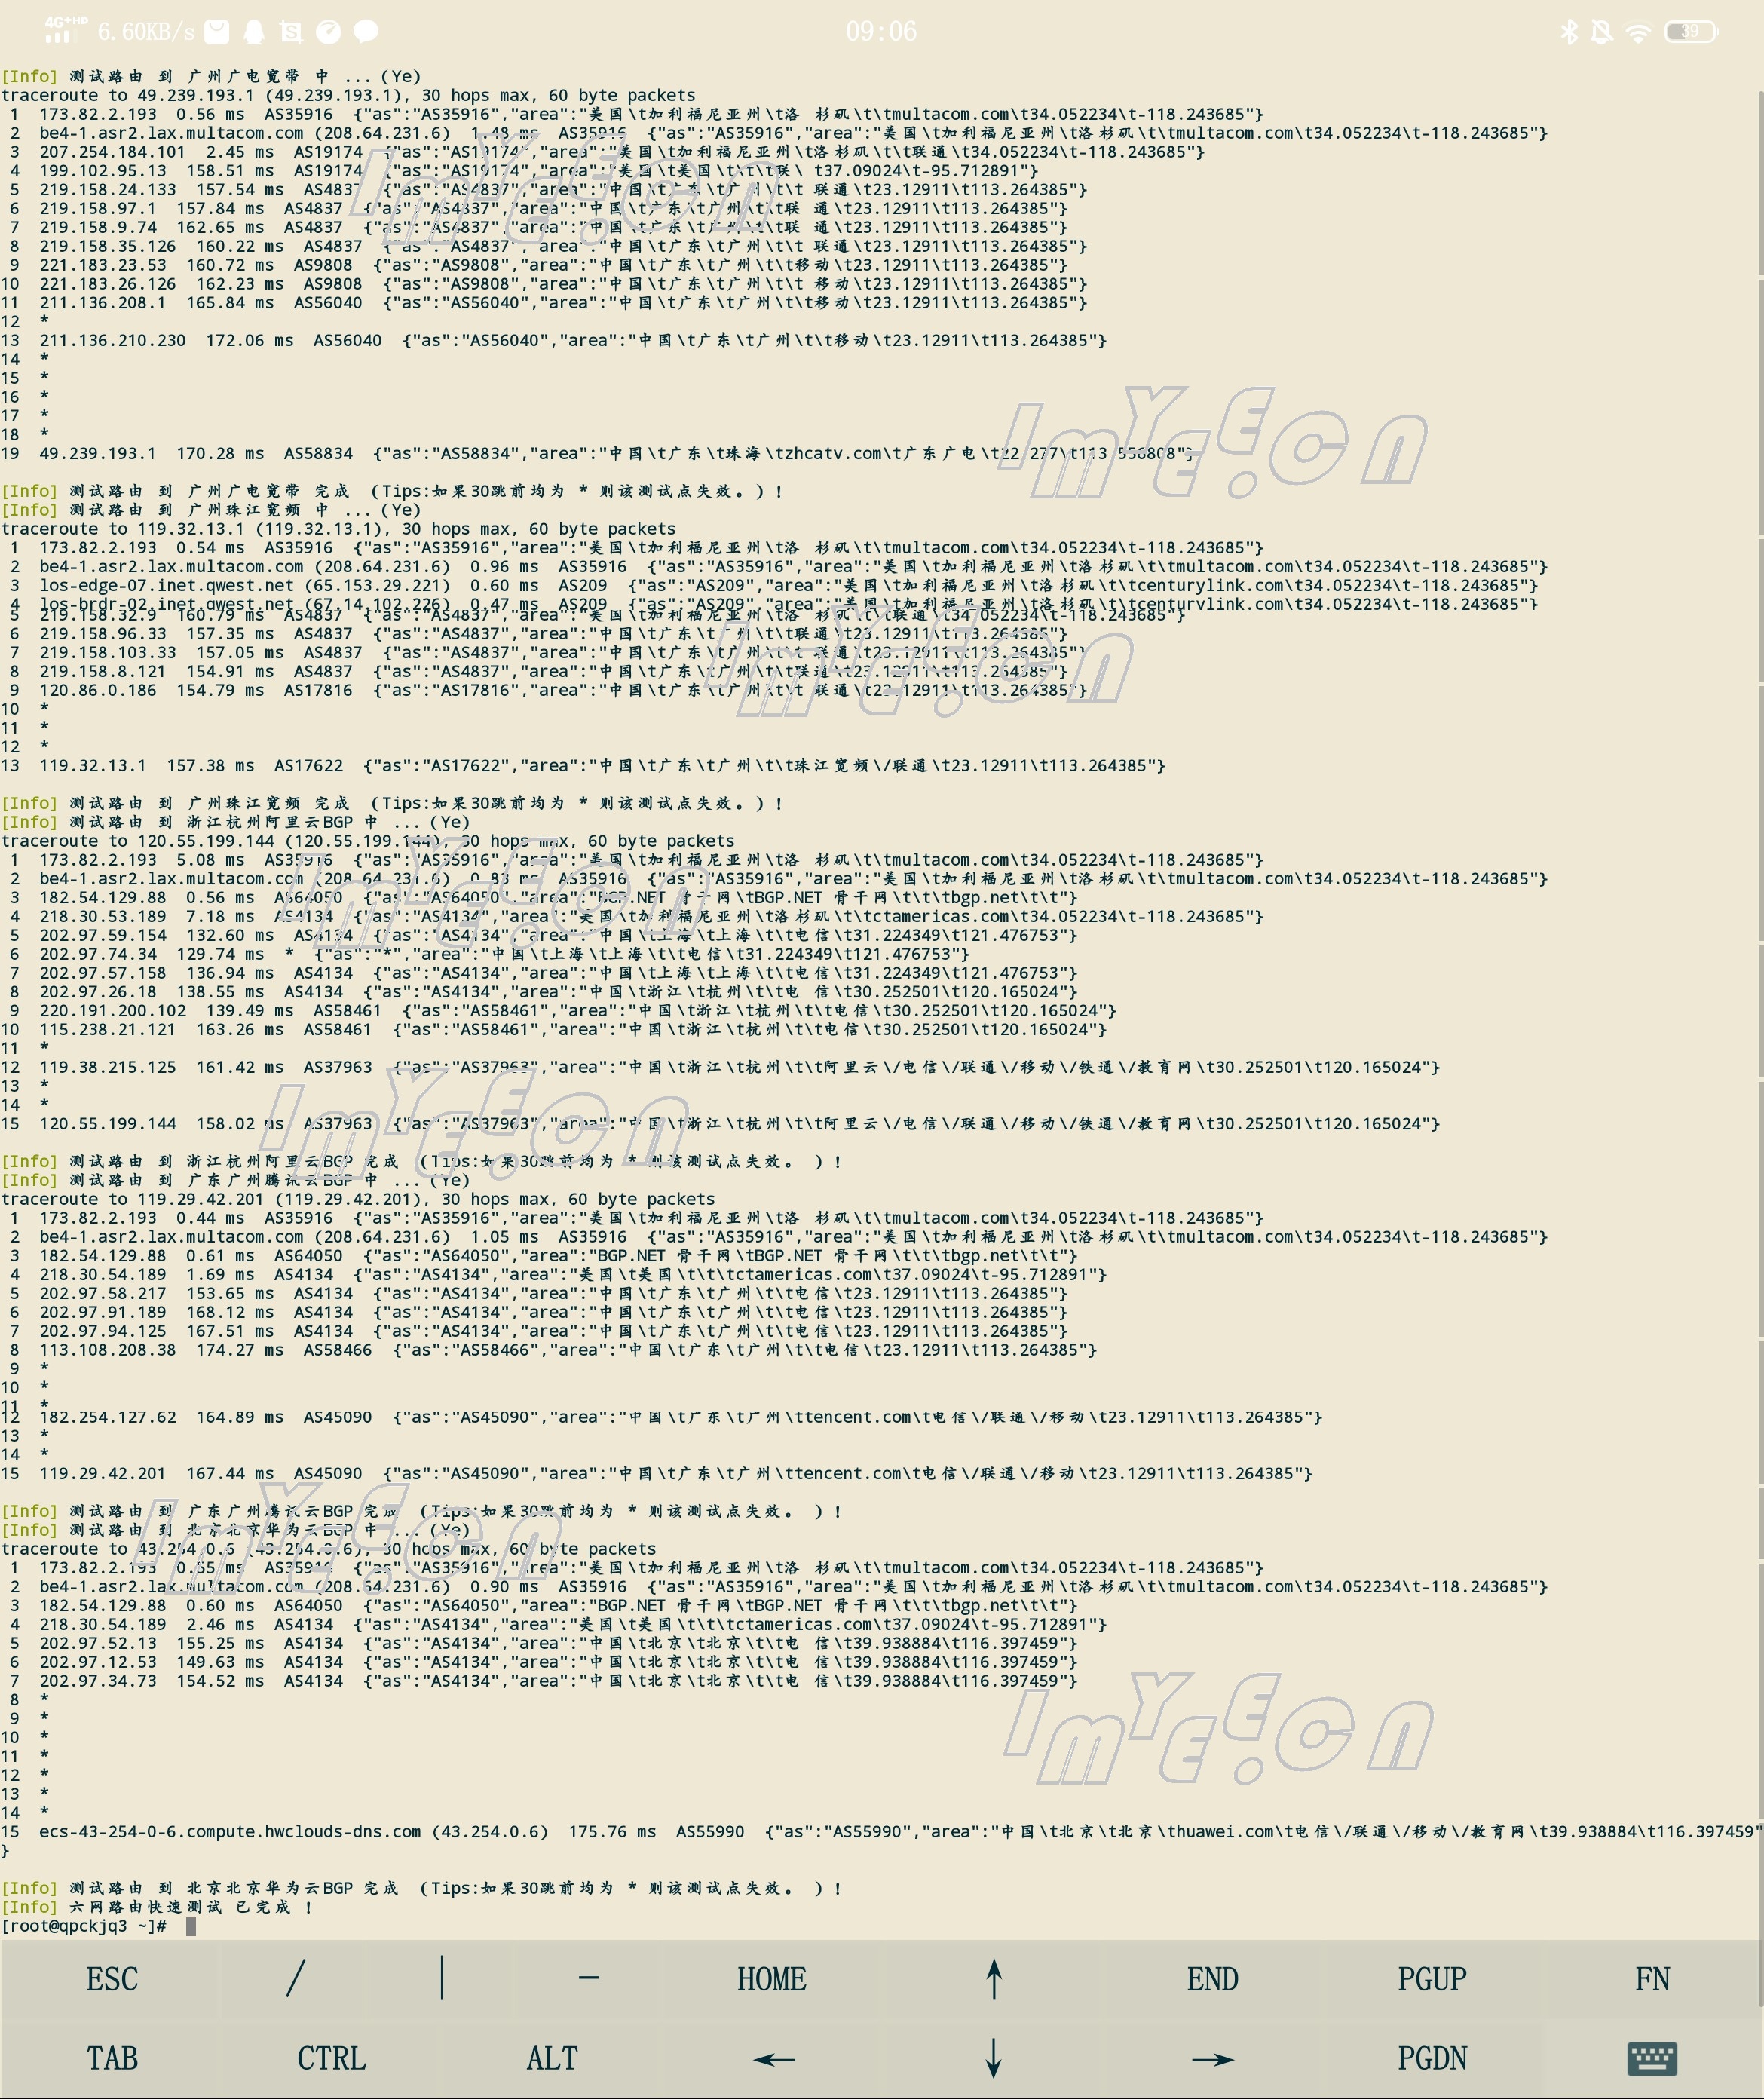 4G+HD 6.60KB/s 09:06 39
[Info] 测试路由 到 广州广电宽带 中 ...(Ye)
traceroute to 49.239.193.1 (49.239.193.1), 30 hops max, 60 byte packets
1 173.82.2.193 0.56 ms AS35916 {"as":"AS35916","area":"美国\t加利福尼亚州\t洛 杉矶\t\tmultacom.com\t34.052234\t-118.243685"}
2 be4-1.asr2.lax.multacom.com (208.64.231.6) 1.48 ms AS35916 {"as":"AS35916","area":"美国\t加利福尼亚州\t洛杉矶\t\tmultacom.com\t34.052234\t-118.243685"}
3 207.254.184.101 2.45 ms AS19174 {"as":"AS19174","area":"美国\t加利福尼亚州\t洛杉矶\t\t联通\t34.052234\t-118.243685"}
4 199.102.95.13 158.51 ms AS19174 {"as":"AS19174","area":"美国\t美国\t\t\t联\ t37.09024\t-95.712891"}
5 219.158.24.133 157.54 ms AS4837 {"as":"AS4837","area":"中国\t广东\t广州\t\t 联通\t23.12911\t113.264385"}
6 219.158.97.1 157.84 ms AS4837 {"as":"AS4837","area":"中国\t广东\t广州\t\t联 通\t23.12911\t113.264385"}
7 219.158.9.74 162.65 ms AS4837 {"as":"AS4837","area":"中国\t广东\t广州\t\t联 通\t23.12911\t113.264385"}
8 219.158.35.126 160.22 ms AS4837 {"as":"AS4837","area":"中国\t广东\t广州\t\t 联通\t23.12911\t113.264385"}
9 221.183.23.53 160.72 ms AS9808 {"as":"AS9808","area":"中国\t广东\t广州\t\t移动\t23.12911\t113.264385"}
10 221.183.26.126 162.23 ms AS9808 {"as":"AS9808","area":"中国\t广东\t广州\t\t 移动\t23.12911\t113.264385"}
11 211.136.208.1 165.84 ms AS56040 {"as":"AS56040","area":"中国\t广东\t广州\t\t移动\t23.12911\t113.264385"}
12 *
13 211.136.210.230 172.06 ms AS56040 {"as":"AS56040","area":"中国\t广东\t广州\t\t移动\t23.12911\t113.264385"}
14 *
15 *
16 *
17 *
18 *
19 49.239.193.1 170.28 ms AS58834 {"as":"AS58834","area":"中国\t广东\t珠海\tzhcatv.com\t广东广电\t22.277\t113.556808"}
[Info] 测试路由 到 广州广电宽带 完成 (Tips:如果30跳前均为 * 则该测试点失效。)!
[Info] 测试路由 到 广州珠江宽频 中 ...(Ye)
traceroute to 119.32.13.1 (119.32.13.1), 30 hops max, 60 byte packets
1 173.82.2.193 0.54 ms AS35916 {"as":"AS35916","area":"美国\t加利福尼亚州\t洛 杉矶\t\tmultacom.com\t34.052234\t-118.243685"}
2 be4-1.asr2.lax.multacom.com (208.64.231.6) 0.96 ms AS35916 {"as":"AS35916","area":"美国\t加利福尼亚州\t洛杉矶\t\tmultacom.com\t34.052234\t-118.243685"}
3 los-edge-07.inet.qwest.net (65.153.29.221) 0.60 ms AS209 {"as":"AS209","area":"美国\t加利福尼亚州\t洛杉矶\t\tcenturylink.com\t34.052234\t-118.243685"}
4 los-brdr-02.inet.qwest.net (67.14.102.226) 0.47 ms AS209 {"as":"AS209","area":"美国\t加利福尼亚州\t洛杉矶\t\tcenturylink.com\t34.052234\t-118.243685"}
5 219.158.32.9 160.79 ms AS4837 {"as":"AS4837","area":"美国\t加利福尼亚州\t洛 杉矶\t\t联通\t34.052234\t-118.243685"}
6 219.158.96.33 157.35 ms AS4837 {"as":"AS4837","area":"中国\t广东\t广州\t\t联通\t23.12911\t113.264385"}
7 219.158.103.33 157.05 ms AS4837 {"as":"AS4837","area":"中国\t广东\t广州\t\t 联通\t23.12911\t113.264385"}
8 219.158.8.121 154.91 ms AS4837 {"as":"AS4837","area":"中国\t广东\t广州\t\t联通\t23.12911\t113.264385"}
9 120.86.0.186 154.79 ms AS17816 {"as":"AS17816","area":"中国\t广东\t广州\t\t 联通\t23.12911\t113.264385"}
10 *
11 *
12 *
13 119.32.13.1 157.38 ms AS17622 {"as":"AS17622","area":"中国\t广东\t广州\t\t珠江宽频\/联通\t23.12911\t113.264385"}
[Info] 测试路由 到 广州珠江宽频 完成 (Tips:如果30跳前均为 * 则该测试点失效。)!
[Info] 测试路由 到 浙江杭州阿里云BGP 中 ...(Ye)
traceroute to 120.55.199.144 (120.55.199.144), 30 hops max, 60 byte packets
1 173.82.2.193 5.08 ms AS35916 {"as":"AS35916","area":"美国\t加利福尼亚州\t洛 杉矶\t\tmultacom.com\t34.052234\t-118.243685"}
2 be4-1.asr2.lax.multacom.com (208.64.231.6) 0.83 ms AS35916 {"as":"AS35916","area":"美国\t加利福尼亚州\t洛杉矶\t\tmultacom.com\t34.052234\t-118.243685"}
3 182.54.129.88 0.56 ms AS64050 {"as":"AS64050","area":"BGP.NET 骨干网\tBGP.NET 骨干网\t\t\tbgp.net\t\t"}
4 218.30.53.189 7.18 ms AS4134 {"as":"AS4134","area":"美国\t加利福尼亚州\t洛杉矶\t\tctamericas.com\t34.052234\t-118.243685"}
5 202.97.59.154 132.60 ms AS4134 {"as":"AS4134","area":"中国\t上海\t上海\t\t电信\t31.224349\t121.476753"}
6 202.97.74.34 129.74 ms * {"as":"*","area":"中国\t上海\t上海\t\t电信\t31.224349\t121.476753"}
7 202.97.57.158 136.94 ms AS4134 {"as":"AS4134","area":"中国\t上海\t上海\t\t电信\t31.224349\t121.476753"}
8 202.97.26.18 138.55 ms AS4134 {"as":"AS4134","area":"中国\t浙江\t杭州\t\t电 信\t30.252501\t120.165024"}
9 220.191.200.102 139.49 ms AS58461 {"as":"AS58461","area":"中国\t浙江\t杭州\t\t电信\t30.252501\t120.165024"}
10 115.238.21.121 163.26 ms AS58461 {"as":"AS58461","area":"中国\t浙江\t杭州\t\t电信\t30.252501\t120.165024"}
11 *
12 119.38.215.125 161.42 ms AS37963 {"as":"AS37963","area":"中国\t浙江\t杭州\t\t阿里云\/电信\/联通\/移动\/铁通\/教育网\t30.252501\t120.165024"}
13 *
14 *
15 120.55.199.144 158.02 ms AS37963 {"as":"AS37963","area":"中国\t浙江\t杭州\t\t阿里云\/电信\/联通\/移动\/铁通\/教育网\t30.252501\t120.165024"}
[Info] 测试路由 到 浙江杭州阿里云BGP 完成 (Tips:如果30跳前均为 * 则该测试点失效。 )!
[Info] 测试路由 到 广东广州腾讯云BGP 中 ...(Ye)
traceroute to 119.29.42.201 (119.29.42.201), 30 hops max, 60 byte packets
1 173.82.2.193 0.44 ms AS35916 {"as":"AS35916","area":"美国\t加利福尼亚州\t洛 杉矶\t\tmultacom.com\t34.052234\t-118.243685"}
2 be4-1.asr2.lax.multacom.com (208.64.231.6) 1.05 ms AS35916 {"as":"AS35916","area":"美国\t加利福尼亚州\t洛杉矶\t\tmultacom.com\t34.052234\t-118.243685"}
3 182.54.129.88 0.61 ms AS64050 {"as":"AS64050","area":"BGP.NET 骨干网\tBGP.NET 骨干网\t\t\tbgp.net\t\t"}
4 218.30.54.189 1.69 ms AS4134 {"as":"AS4134","area":"美国\t美国\t\t\tctamericas.com\t37.09024\t-95.712891"}
5 202.97.58.217 153.65 ms AS4134 {"as":"AS4134","area":"中国\t广东\t广州\t\t电信\t23.12911\t113.264385"}
6 202.97.91.189 168.12 ms AS4134 {"as":"AS4134","area":"中国\t广东\t广州\t\t电信\t23.12911\t113.264385"}
7 202.97.94.125 167.51 ms AS4134 {"as":"AS4134","area":"中国\t广东\t广州\t\t电信\t23.12911\t113.264385"}
8 113.108.208.38 174.27 ms AS58466 {"as":"AS58466","area":"中国\t广东\t广州\t\t电信\t23.12911\t113.264385"}
9 *
10 *
11 *
12 182.254.127.62 164.89 ms AS45090 {"as":"AS45090","area":"中国\t广东\t广州\ttencent.com\t电信\/联通\/移动\t23.12911\t113.264385"}
13 *
14 *
15 119.29.42.201 167.44 ms AS45090 {"as":"AS45090","area":"中国\t广东\t广州\ttencent.com\t电信\/联通\/移动\t23.12911\t113.264385"}
[Info] 测试路由 到 广东广州腾讯云BGP 完成 (Tips:如果30跳前均为 * 则该测试点失效。 )!
[Info] 测试路由 到 北京北京华为云BGP 中 ...(Ye)
traceroute to 43.254.0.6 (43.254.0.6), 30 hops max, 60 byte packets
1 173.82.2.193 0.55 ms AS35916 {"as":"AS35916","area":"美国\t加利福尼亚州\t洛 杉矶\t\tmultacom.com\t34.052234\t-118.243685"}
2 be4-1.asr2.lax.multacom.com (208.64.231.6) 0.90 ms AS35916 {"as":"AS35916","area":"美国\t加利福尼亚州\t洛杉矶\t\tmultacom.com\t34.052234\t-118.243685"}
3 182.54.129.88 0.60 ms AS64050 {"as":"AS64050","area":"BGP.NET 骨干网\tBGP.NET 骨干网\t\t\tbgp.net\t\t"}
4 218.30.54.189 2.46 ms AS4134 {"as":"AS4134","area":"美国\t美国\t\t\tctamericas.com\t37.09024\t-95.712891"}
5 202.97.52.13 155.25 ms AS4134 {"as":"AS4134","area":"中国\t北京\t北京\t\t电 信\t39.938884\t116.397459"}
6 202.97.12.53 149.63 ms AS4134 {"as":"AS4134","area":"中国\t北京\t北京\t\t电 信\t39.938884\t116.397459"}
7 202.97.34.73 154.52 ms AS4134 {"as":"AS4134","area":"中国\t北京\t北京\t\t电 信\t39.938884\t116.397459"}
8 *
9 *
10 *
11 *
12 *
13 *
14 *
15 ecs-43-254-0-6.compute.hwclouds-dns.com (43.254.0.6) 175.76 ms AS55990 {"as":"AS55990","area":"中国\t北京\t北京\thuawei.com\t电信\/联通\/移动\/教育网\t39.938884\t116.397459"
}
[Info] 测试路由 到 北京北京华为云BGP 完成 (Tips:如果30跳前均为 * 则该测试点失效。 )!
[Info] 六网路由快速测试 已完成 !
[root@qpckjq3 ~]#
ESC / | − HOME ↑ END PGUP FN
TAB CTRL ALT ← ↓ → PGDN